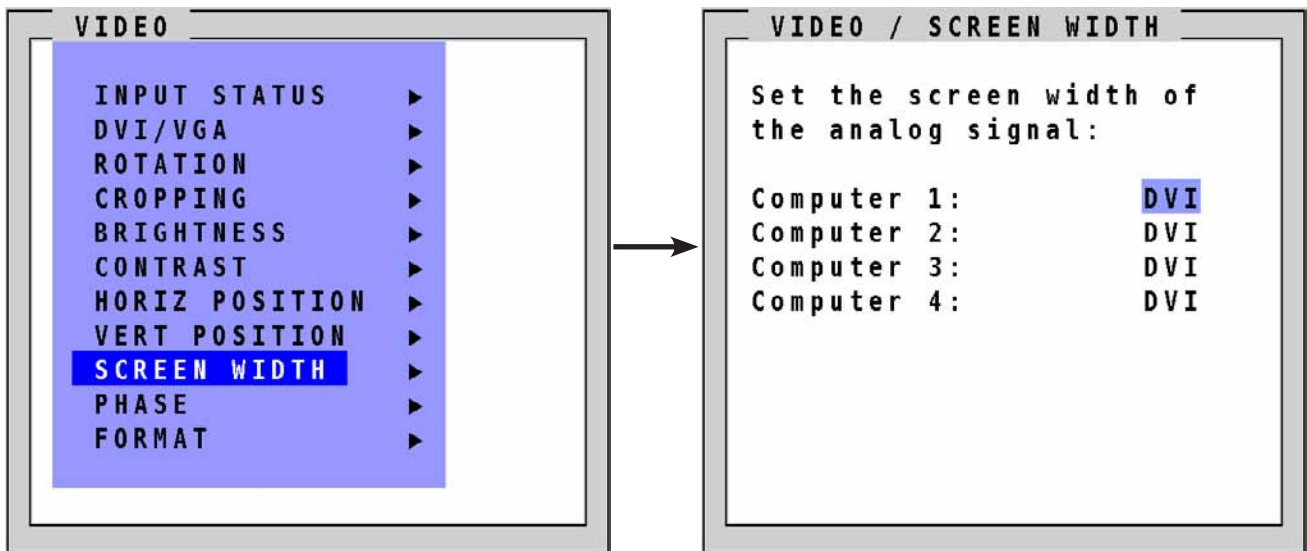 VIDEO
INPUT STATUS
DVI/VGA
ROTATION
CROPPING
BRIGHTNESS
CONTRAST
HORIZ POSITION
VERT POSITION
SCREEN WIDTH
PHASE
FORMAT
VIDEO / SCREEN WIDTH
Set the screen width of
the analog signal:
Computer 1: DVI
Computer 2: DVI
Computer 3: DVI
Computer 4: DVI